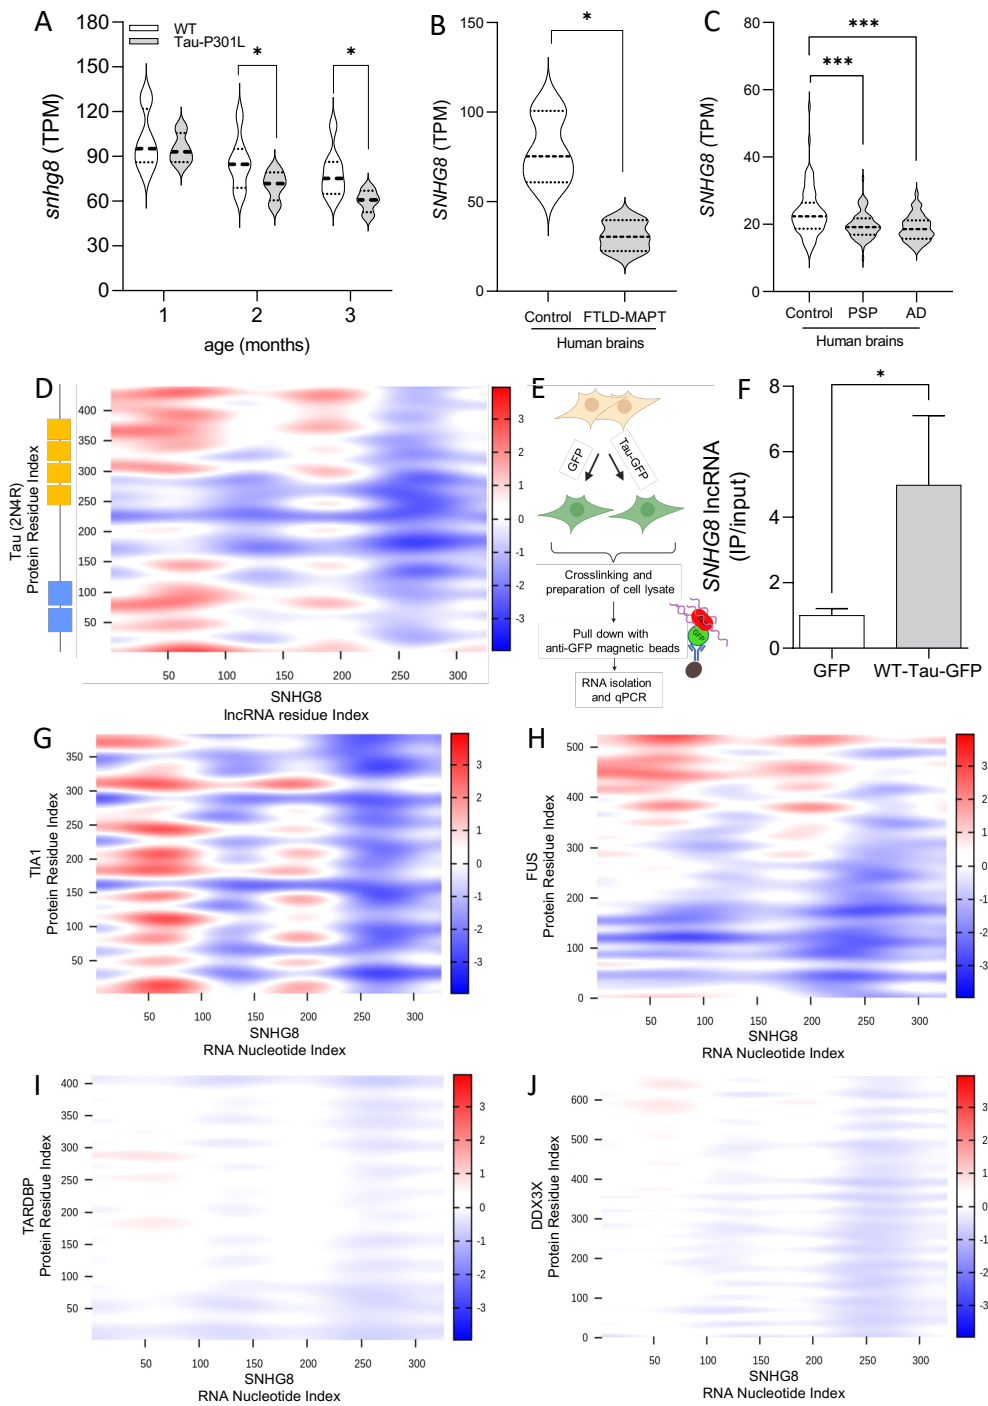 A
snhg8 (TPM)
180
150
120
90
60
30
0
WT
Tau-P301L
*
*
1
2
3
age (months)
B
SNHG8 (TPM)
150
100
50
0
*
Control
FTLD-MAPT
Human brains
C
SNHG8 (TPM)
80
60
40
20
0
***
***
Control
PSP
AD
Human brains
D
Tau (2N4R)
Protein Residue Index
400
350
300
250
200
150
100
50
50
100
150
200
250
300
SNHG8
lncRNA residue Index
3
2
1
0
-1
-2
-3
E
GFP
Tau-GFP
Crosslinking and
preparation of cell lysate
Pull down with
anti-GFP magnetic beads
RNA isolation
and qPCR
GFP
F
SNHG8 lncRNA
(IP/input)
8
6
4
2
0
*
GFP
WT-Tau-GFP
G
TIA1
Protein Residue Index
350
300
250
200
150
100
50
50
100
150
200
250
300
SNHG8
RNA Nucleotide Index
3
2
1
0
-1
-2
-3
H
FUS
Protein Residue Index
500
400
300
200
100
0
50
100
150
200
250
300
SNHG8
RNA Nucleotide Index
3
2
1
0
-1
-2
-3
I
TARDBP
Protein Residue Index
400
350
300
250
200
150
100
50
50
100
150
200
250
300
SNHG8
RNA Nucleotide Index
3
2
1
0
-1
-2
-3
J
DDX3X
Protein Residue Index
600
500
400
300
200
100
0
50
100
150
200
250
300
SNHG8
RNA Nucleotide Index
3
2
1
0
-1
-2
-3